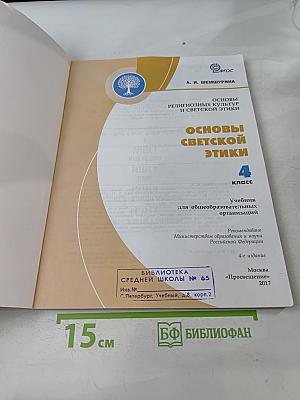 ФГОС
А. И. ШЕМШУРИНА
ОСНОВЫ
РЕЛИГИОЗНЫХ КУЛЬТУР
И СВЕТСКОЙ ЭТИКИ
ОСНОВЫ
СВЕТСКОЙ
ЭТИКИ
4
КЛАСС
Учебник
для общеобразовательных
организаций
Рекомендовано
Министерством образования и науки
Российской Федерации
4-е издание
Москва
«Просвещение»
2017
БИБЛИОТЕКА
СРЕДНЕЙ ШКОЛЫ № 65
Инв.№
С.Петербург, Учебный, д.8, корп.2
15 см
БФ БИБЛИОФАН